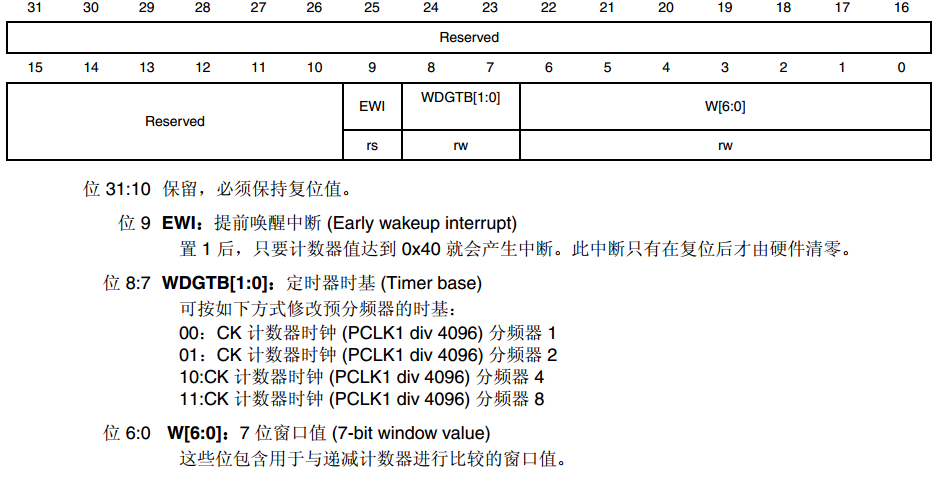 31 30 29 28 27 26 25 24 23 22 21 20 19 18 17 16
Reserved
15 14 13 12 11 10 9 8 7 6 5 4 3 2 1 0
Reserved EWI WDGTB[1:0] W[6:0]
rs rw rw
位 31:10 保留，必须保持复位值。
位 9 EWI：提前唤醒中断 (Early wakeup interrupt)
置 1 后，只要计数器值达到 0x40 就会产生中断。此中断只有在复位后才由硬件清零。
位 8:7 WDGTB[1:0]：定时器时基 (Timer base)
可按如下方式修改预分频器的时基：
00：CK 计数器时钟 (PCLK1 div 4096) 分频器 1
01：CK 计数器时钟 (PCLK1 div 4096) 分频器 2
10:CK 计数器时钟 (PCLK1 div 4096) 分频器 4
11:CK 计数器时钟 (PCLK1 div 4096) 分频器 8
位 6:0 W[6:0]：7 位窗口值 (7-bit window value)
这些位包含用于与递减计数器进行比较的窗口值。